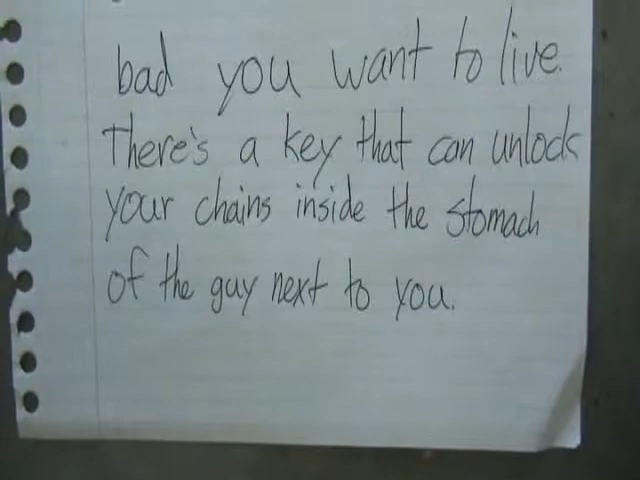 bad you want to live.
There's a key that can unlock
your chains inside the stomach
of the guy next to you.